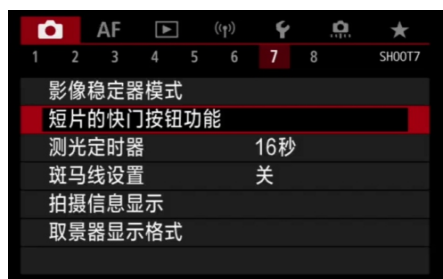 AF
1 2 3 4 5 6 7 8 SHOOT7
影像稳定器模式
短片的快门按钮功能
测光定时器 16秒
斑马线设置 关
拍摄信息显示
取景器显示格式